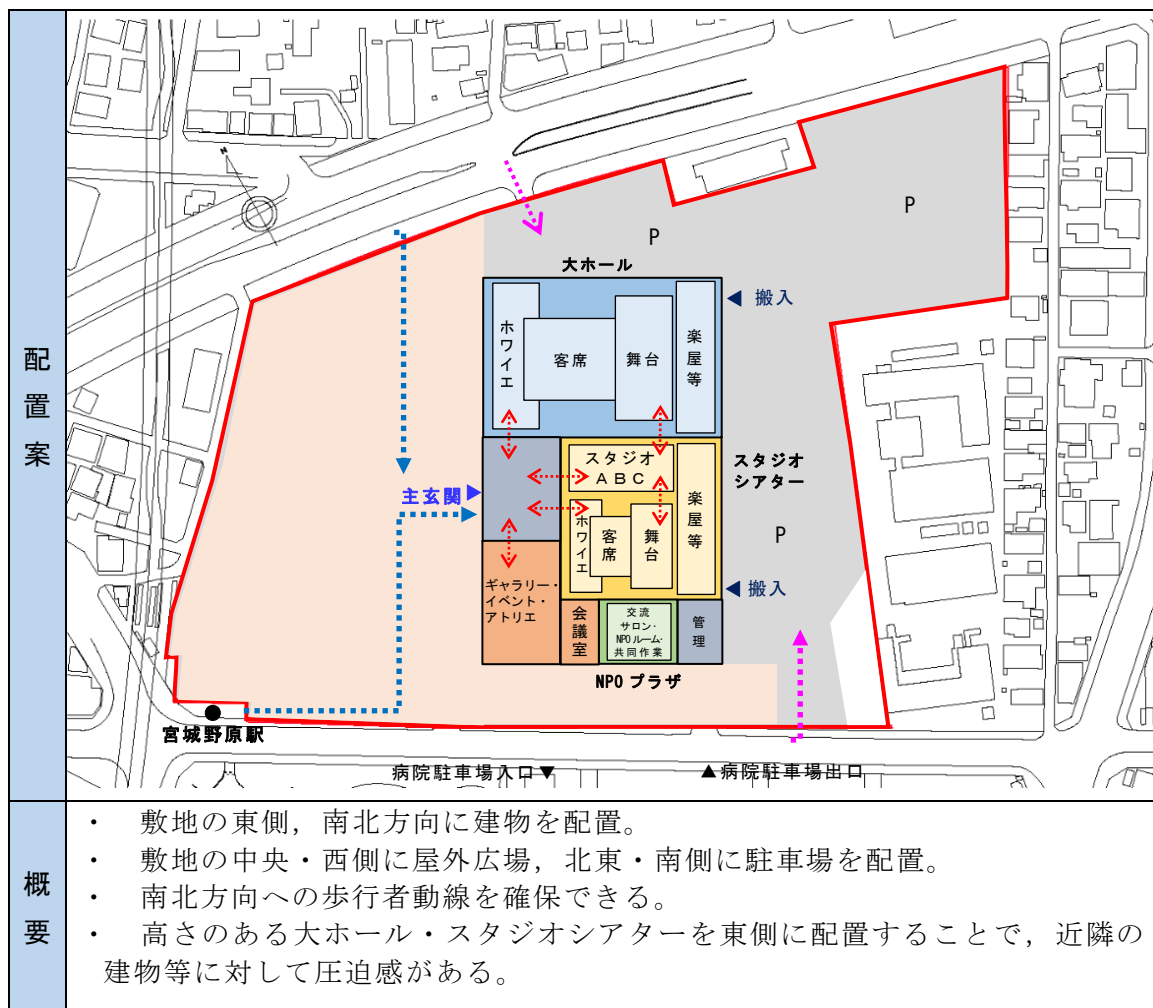 配置案
N
P
P
大ホール
搬入
ホワイエ
客席
舞台
楽屋等
スタジオ
ＡＢＣ
スタジオ
シアター
主玄関
ホワイエ
客席
舞台
楽屋等
P
搬入
ギャラリー・
イベント・
アトリエ
会議室
交流
サロン・
NPOルーム・
共同作業
管理
NPO プラザ
宮城野原駅
病院駐車場入口▼
▲病院駐車場出口
概要
・ 敷地の東側，南北方向に建物を配置。
・ 敷地の中央・西側に屋外広場，北東・南側に駐車場を配置。
・ 南北方向への歩行者動線を確保できる。
・ 高さのある大ホール・スタジオシアターを東側に配置することで，近隣の
建物等に対して圧迫感がある。